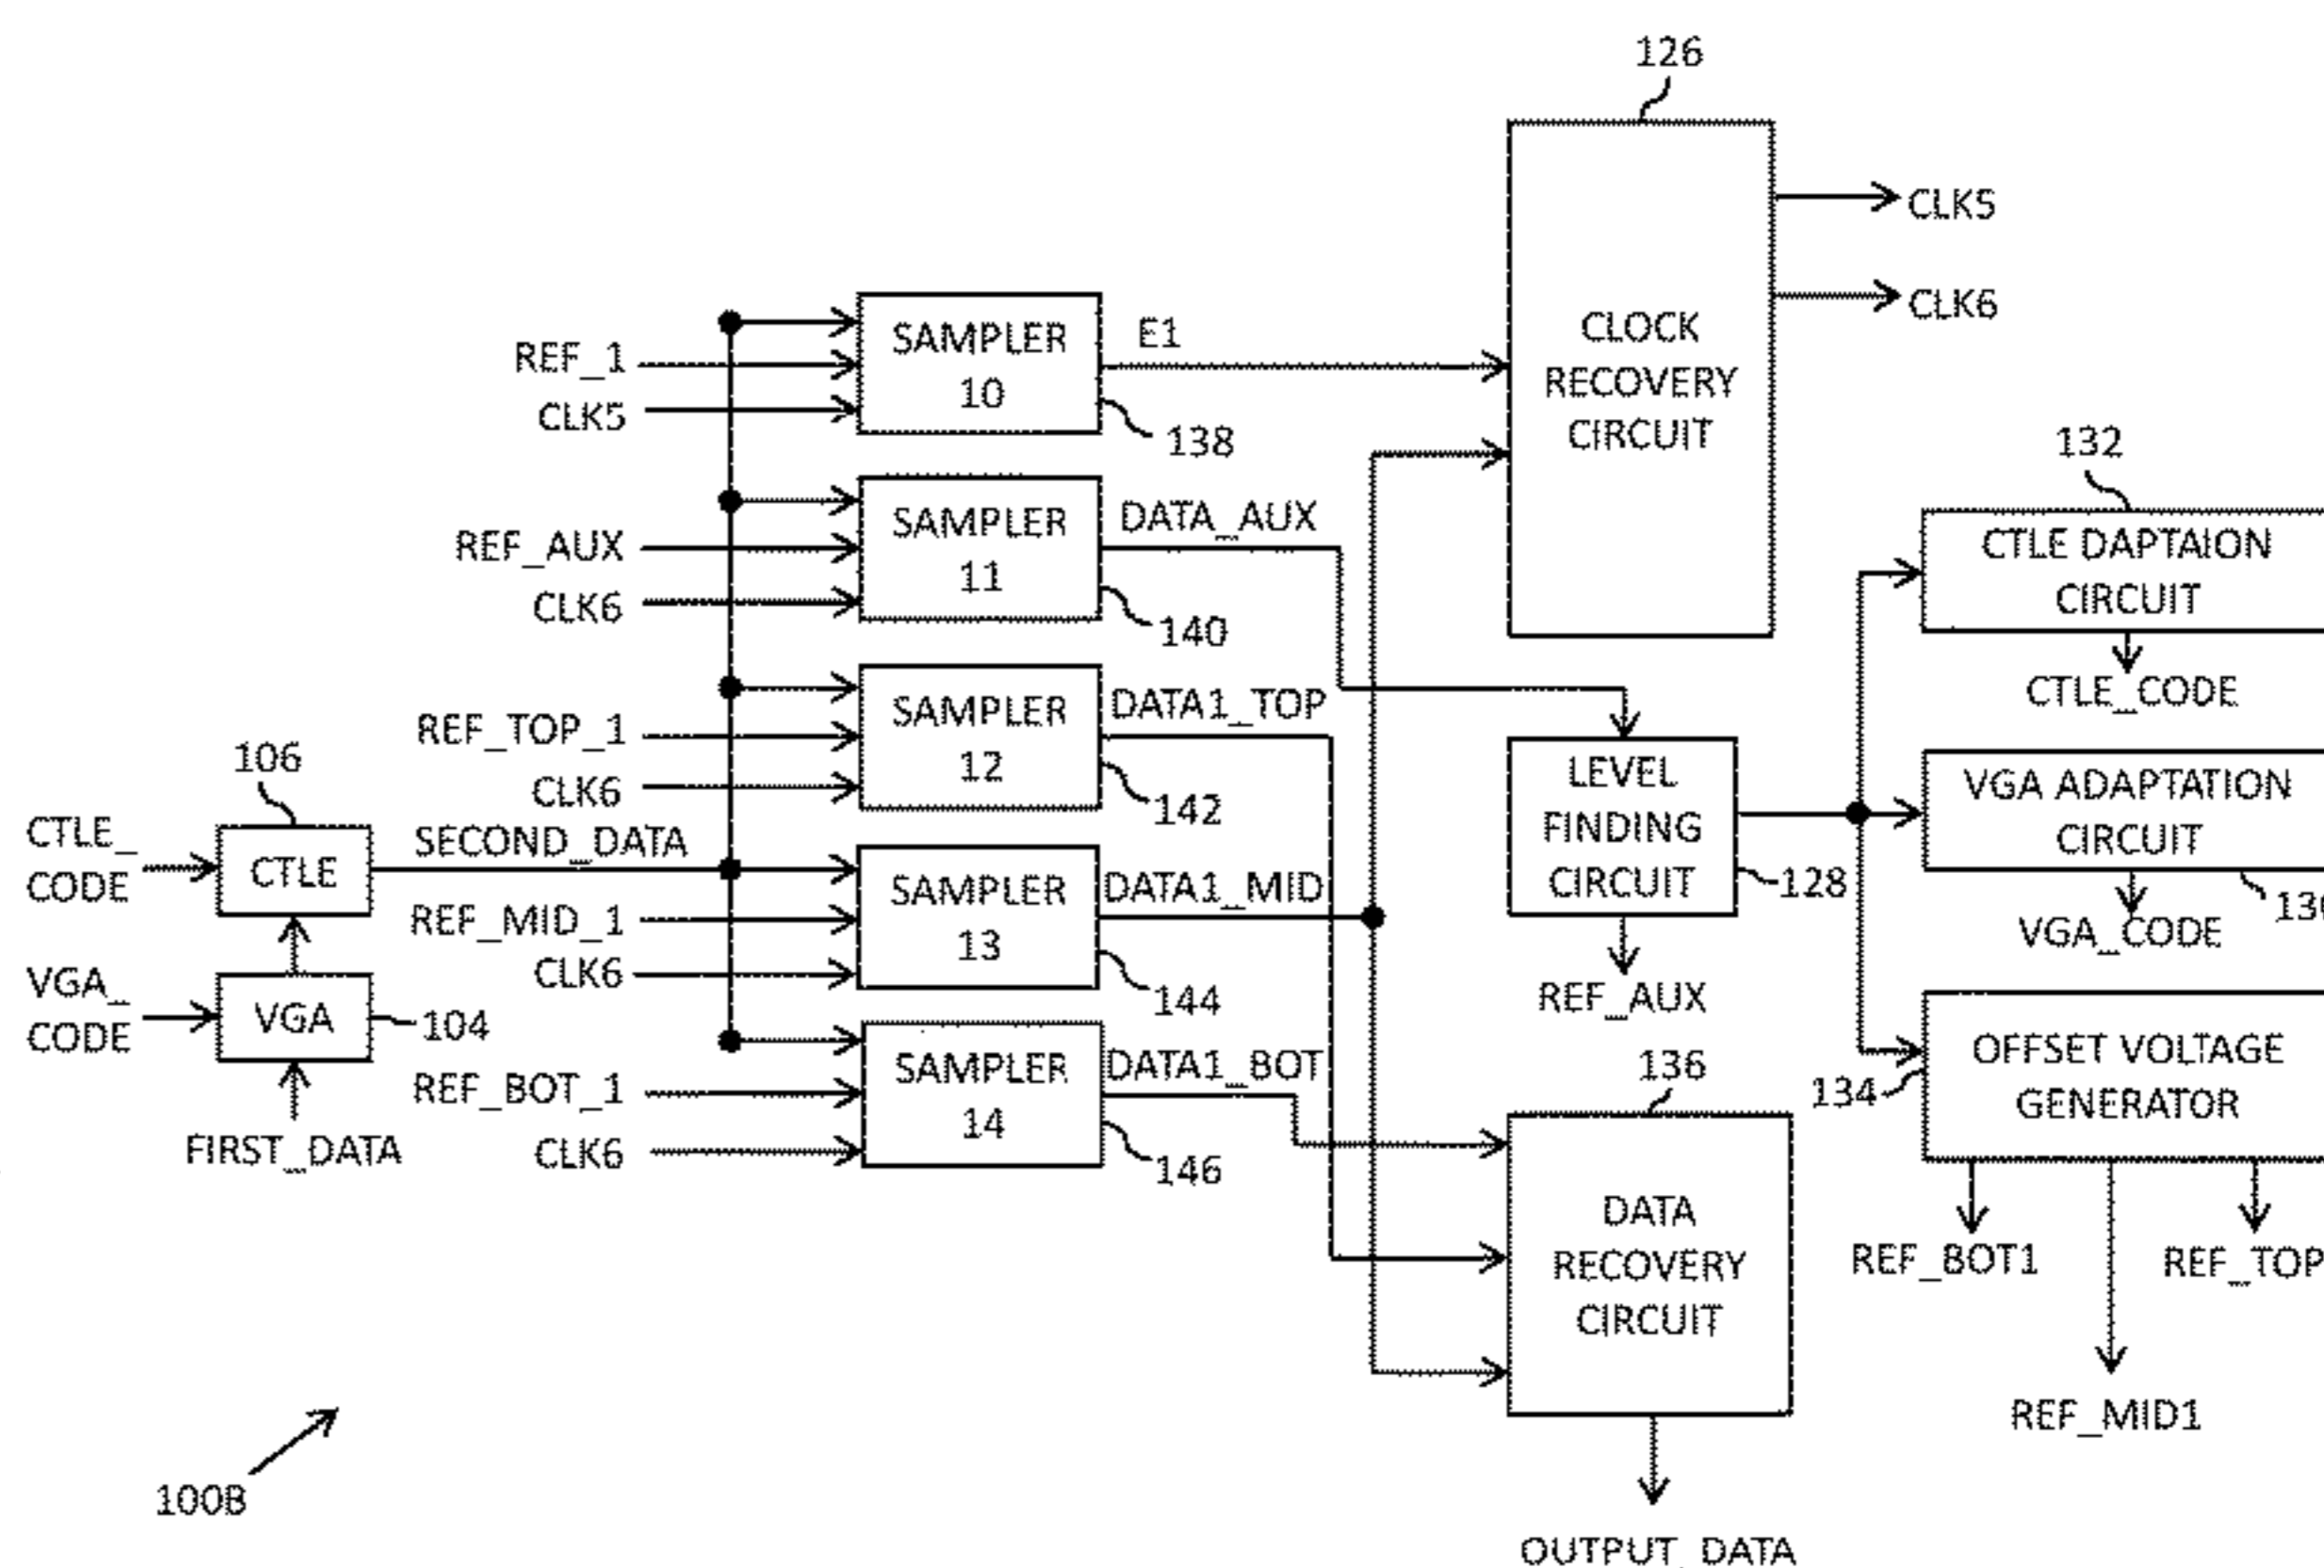 126
CLK5
CLK6
CLOCK
RECOVERY
CIRCUIT
REF_1
CLK5
SAMPLER
10
E1
138
REF_AUX
CLK6
SAMPLER
11
DATA_AUX
140
REF_TOP_1
CLK6
SAMPLER
12
DATA1_TOP
142
106
CTLE_
CODE
CTLE
SECOND_DATA
REF_MID_1
CLK6
SAMPLER
13
DATA1_MID
144
VGA_
CODE
VGA
104
FIRST_DATA
REF_BOT_1
CLK6
SAMPLER
14
DATA1_BOT
146
LEVEL
FINDING
CIRCUIT
128
REF_AUX
132
CTLE DAPTAION
CIRCUIT
CTLE_CODE
VGA ADAPTATION
CIRCUIT
VGA_CODE
134
OFFSET VOLTAGE
GENERATOR
REF_BOT1
REF_TOP
REF_MID1
136
DATA
RECOVERY
CIRCUIT
OUTPUT_DATA
100B